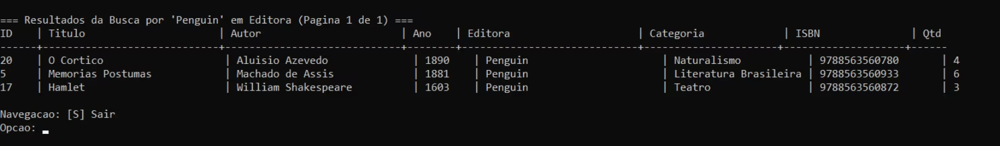 === Resultados da Busca por 'Penguin' em Editora (Pagina 1 de 1) ===
ID    | Titulo                       | Autor                        | Ano    | Editora                      | Categoria            | ISBN               | Qtd
------+-----------------------------+-----------------------------+--------+-----------------------------+----------------------+--------------------+------
20    | O Cortico                    | Aluisio Azevedo              | 1890   | Penguin                      | Naturalismo           | 9788563560780       | 4
5     | Memorias Postumas            | Machado de Assis             | 1881   | Penguin                      | Literatura Brasileira | 9788563560933       | 6
17    | Hamlet                       | William Shakespeare          | 1603   | Penguin                      | Teatro                | 9788563560872       | 3
Navegacao: [S] Sair
Opcao: